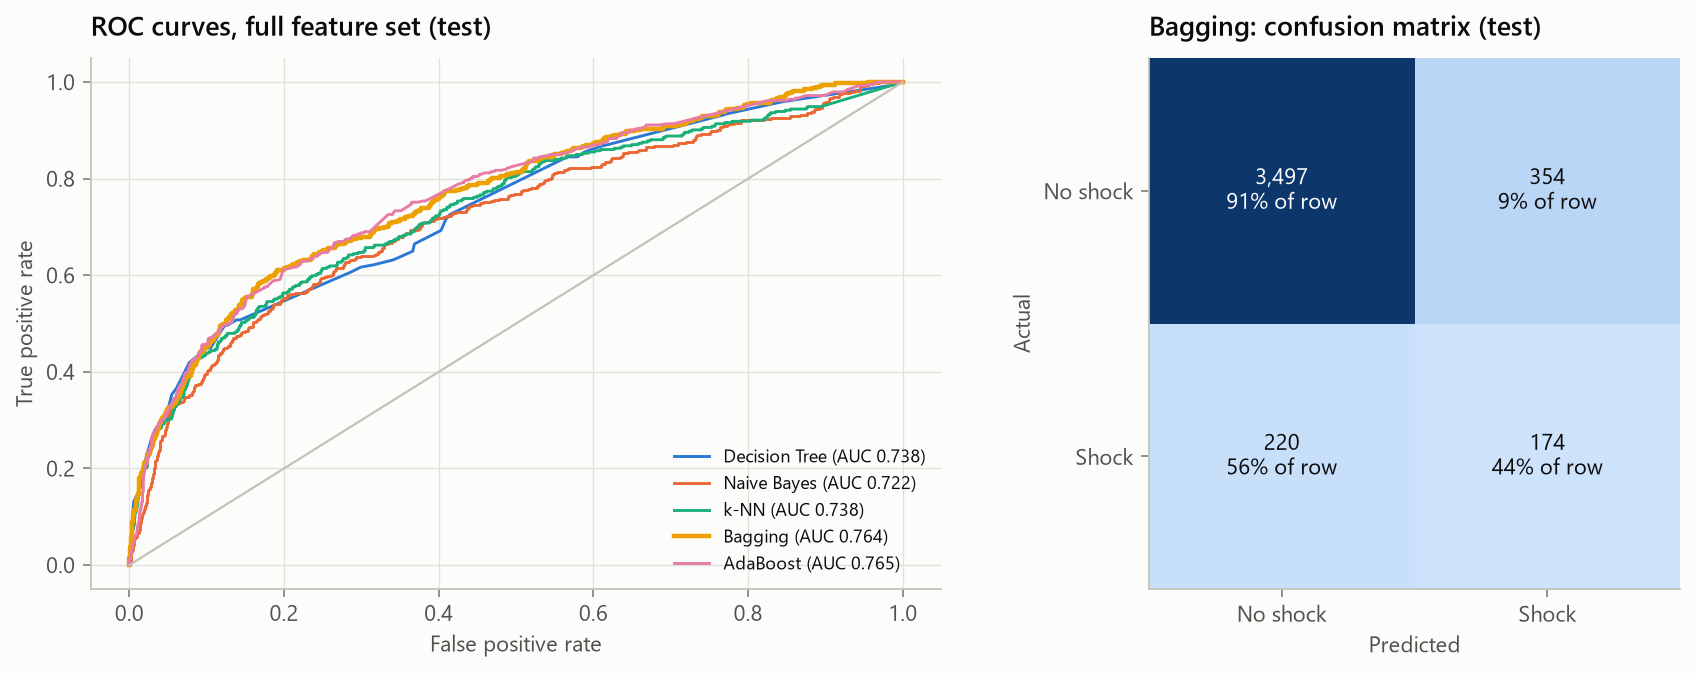 ROC curves, full feature set (test)
True positive rate
1.0
0.8
0.6
0.4
0.2
0.0
0.0
0.2
0.4
0.6
0.8
1.0
False positive rate
Decision Tree (AUC 0.738)
Naive Bayes (AUC 0.722)
k-NN (AUC 0.738)
Bagging (AUC 0.764)
AdaBoost (AUC 0.765)
Bagging: confusion matrix (test)
Actual
No shock
3,497
91% of row
354
9% of row
Shock
220
56% of row
174
44% of row
No shock
Shock
Predicted